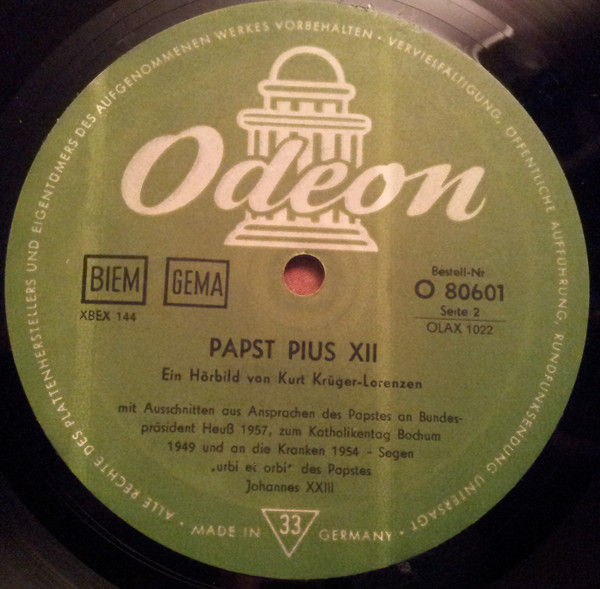 ALLE RECHTE DES PLATTENHERSTELLERS UND EIGENTÜMERS DES AUFGENOMMENEN WERKES VORBEHALTEN · VERVIELFÄLTIGUNG, ÖFFENTLICHE AUFFÜHRUNG, RUNDFUNKSENDUNG UNTERSAGT ·
Odeon
BIEM GEMA
XBEX 144
Bestell-Nr
O 80601
Seite 2
OLAX 1022
PAPST PIUS XII
Ein Hörbild von Kurt Krüger-Lorenzen
mit Ausschnitten aus Ansprachen des Papstes an Bundes-
präsident Heuß 1957, zum Katholikentag Bochum
1949 und an die Kranken 1954 - Segen
„urbi et orbi" des Papstes
Johannes XXIII
MADE IN 33 GERMANY